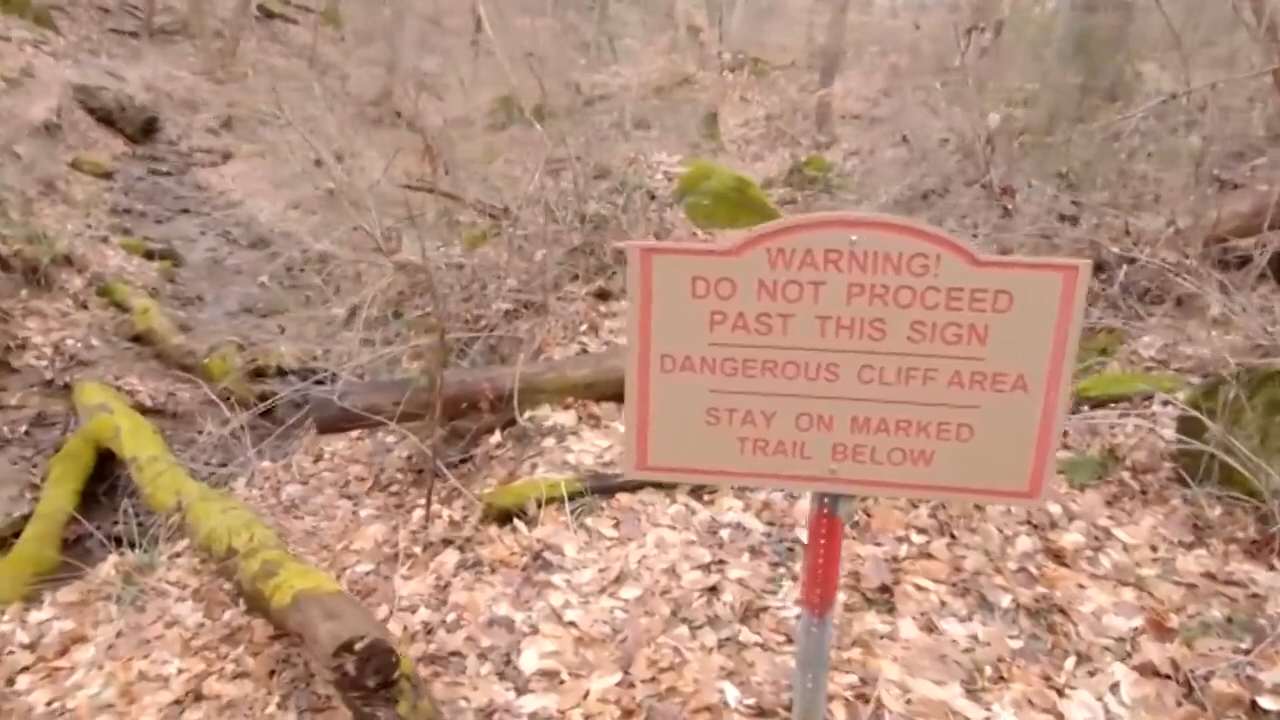 WARNING!
DO NOT PROCEED
PAST THIS SIGN
DANGEROUS CLIFF AREA
STAY ON MARKED
TRAIL BELOW